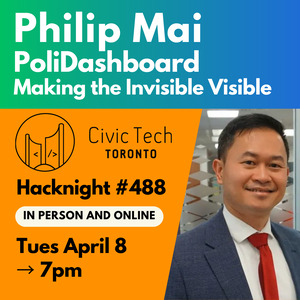 Philip Mai
PoliDashboard
Making the Invisible Visible
</>
Civic Tech
TORONTO
Hacknight #488
IN PERSON AND ONLINE
Tues April 8
→ 7pm